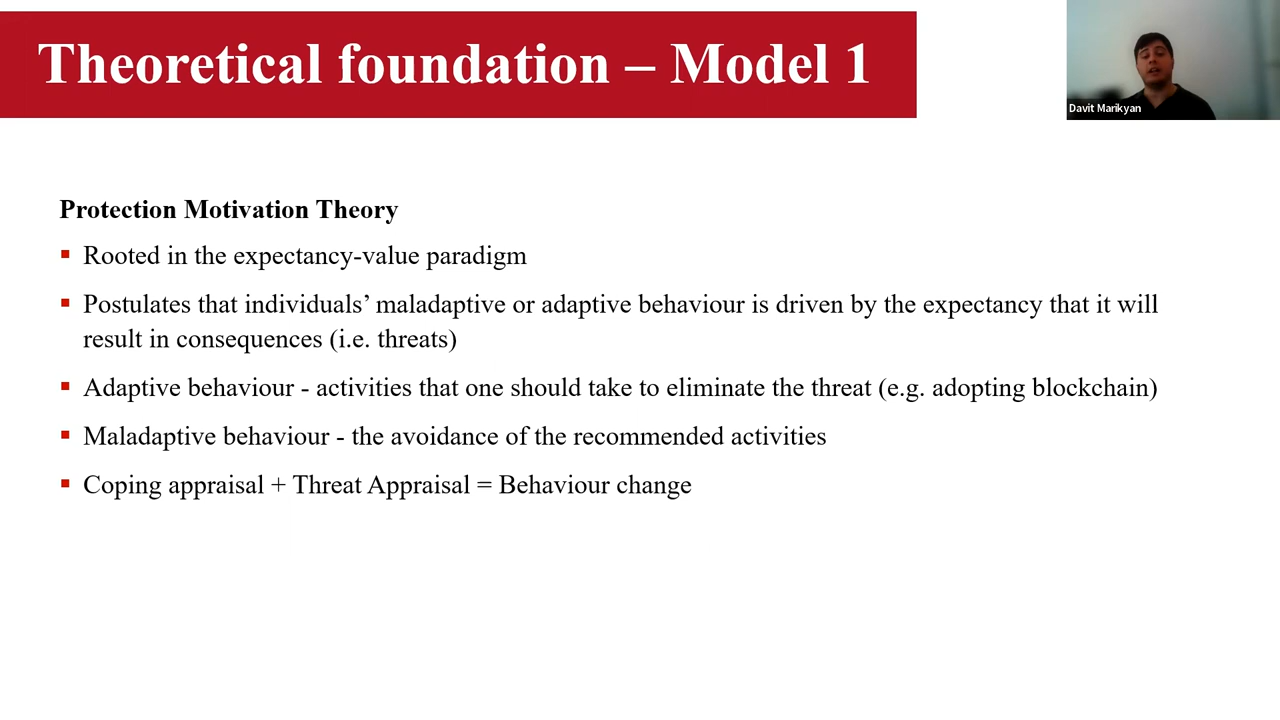 Theoretical foundation – Model 1
Davit Marikyan
Protection Motivation Theory
▪ Rooted in the expectancy-value paradigm
▪ Postulates that individuals’ maladaptive or adaptive behaviour is driven by the expectancy that it will
result in consequences (i.e. threats)
▪ Adaptive behaviour - activities that one should take to eliminate the threat (e.g. adopting blockchain)
▪ Maladaptive behaviour - the avoidance of the recommended activities
▪ Coping appraisal + Threat Appraisal = Behaviour change